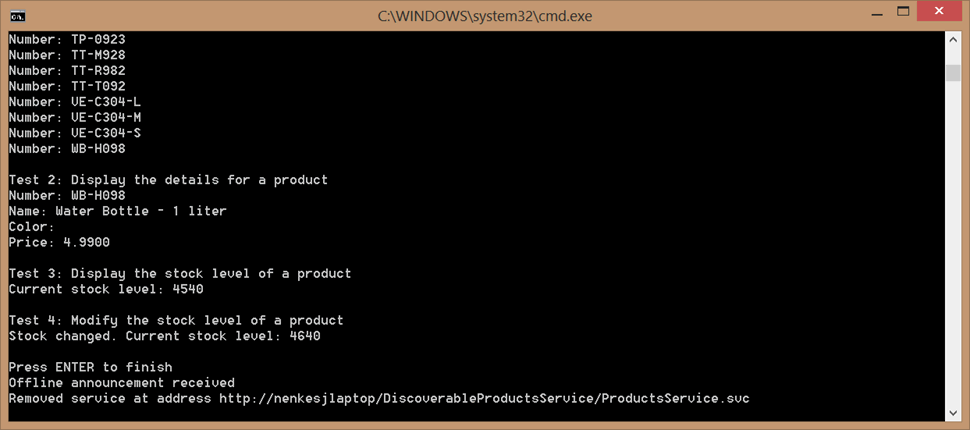 C:\WINDOWS\system32\cmd.exe
Number: TP-0923
Number: TT-M928
Number: TT-R982
Number: TT-T092
Number: VE-C304-L
Number: VE-C304-M
Number: VE-C304-S
Number: WB-H098
Test 2: Display the details for a product
Number: WB-H098
Name: Water Bottle - 1 liter
Color:
Price: 4.9900
Test 3: Display the stock level of a product
Current stock level: 4540
Test 4: Modify the stock level of a product
Stock changed. Current stock level: 4640
Press ENTER to finish
Offline announcement received
Removed service at address http://nenkesjlaptop/DiscoverableProductsService/ProductsService.svc